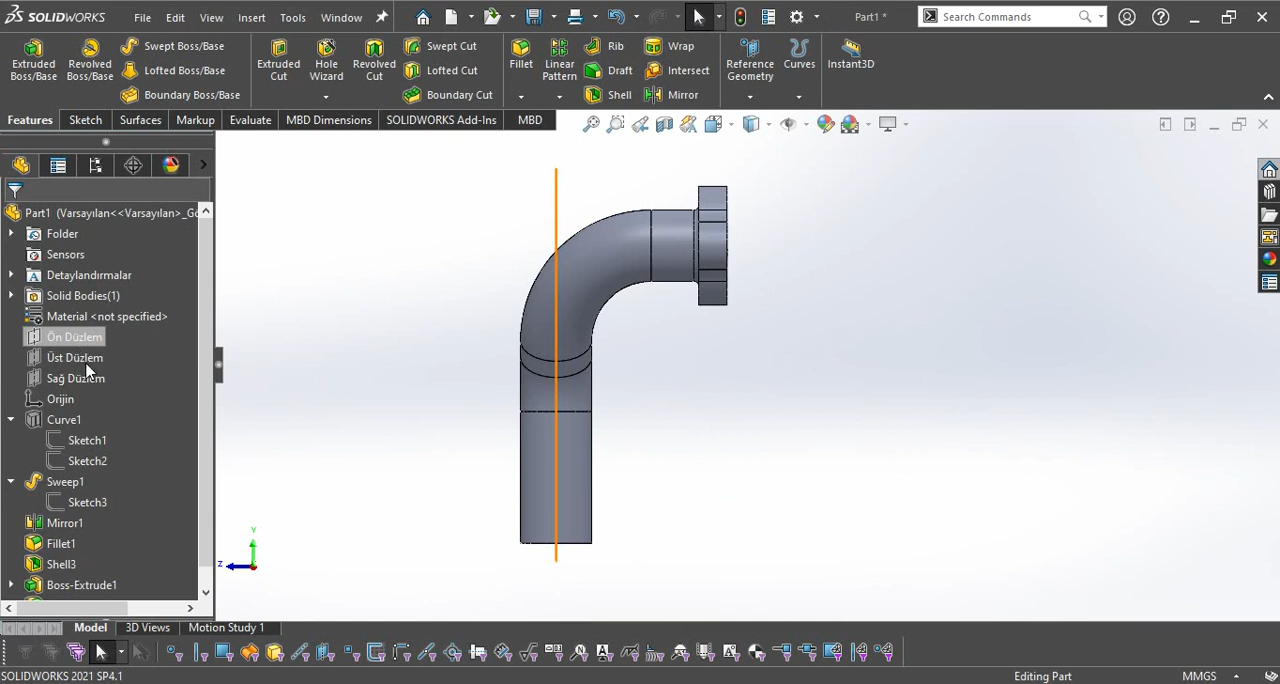 SOLIDWORKS File Edit View Insert Tools Window Part1 * Search Commands
Extruded Boss/Base
Revolved Boss/Base
Swept Boss/Base
Lofted Boss/Base
Boundary Boss/Base
Extruded Cut
Hole Wizard
Revolved Cut
Swept Cut
Lofted Cut
Boundary Cut
Fillet
Linear Pattern
Rib
Draft
Shell
Wrap
Intersect
Mirror
Reference Geometry
Curves
Instant3D
Features Sketch Surfaces Markup Evaluate MBD Dimensions SOLIDWORKS Add-Ins MBD
Part1 (Varsayılan<<Varsayılan>_Gö
Folder
Sensors
Detaylandırmalar
Solid Bodies(1)
Material <not specified>
Ön Düzlem
Üst Düzlem
Sağ Düzlem
Orijin
Curve1
Sketch1
Sketch2
Sweep1
Sketch3
Mirror1
Fillet1
Shell3
Boss-Extrude1
Y
Z
Model 3D Views Motion Study 1
SOLIDWORKS 2021 SP4.1 Editing Part MMGS